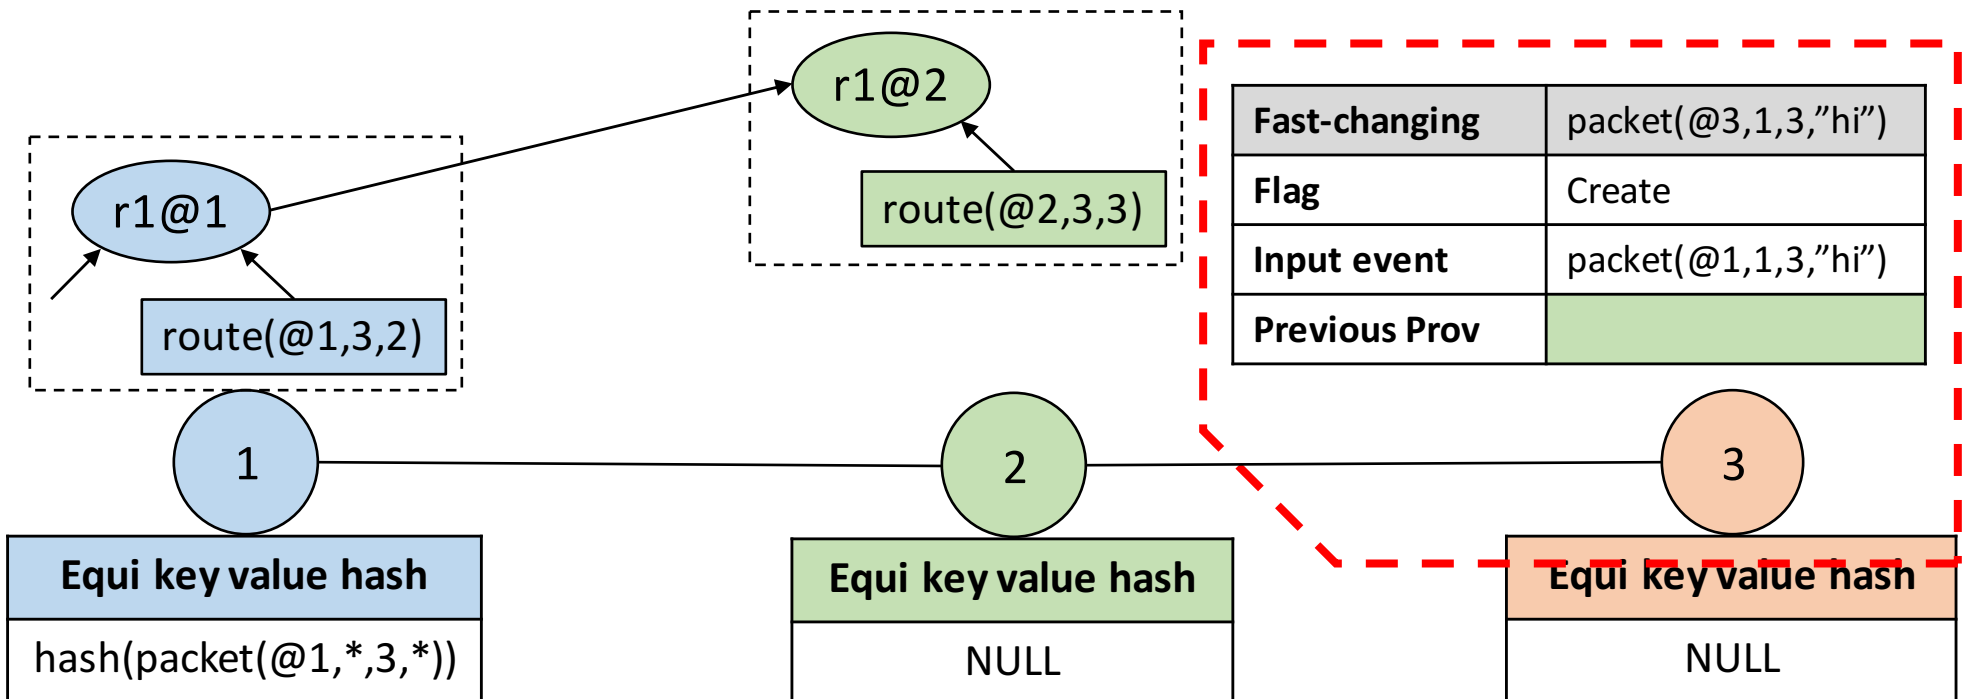 r1@2
r1@1
route(@2,3,3)
route(@1,3,2)
Fast-changing packet(@3,1,3,”hi”)
Flag Create
Input event packet(@1,1,3,”hi”)
Previous Prov
1
2
3
Equi key value hash
hash(packet(@1,*,3,*))
Equi key value hash
NULL
Equi key value hash
NULL